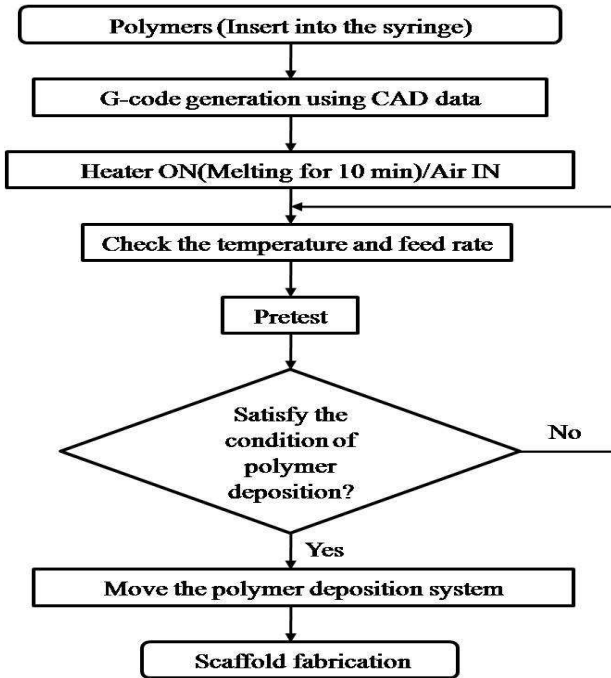 Polymers (Insert into the syringe)
G-code generation using CAD data
Heater ON(Melting for 10 min)/Air IN
Check the temperature and feed rate
Pretest
Satisfy the
condition of
polymer
deposition?
No
Yes
Move the polymer deposition system
Scaffold fabrication